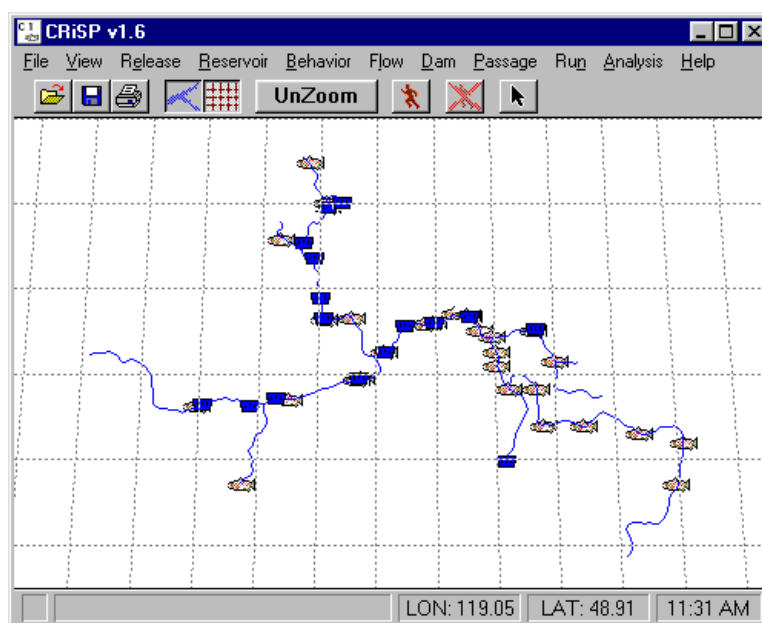 C 1 CRiSP v1.6
File View Release Reservoir Behavior Flow Dam Passage Run Analysis Help
UnZoom
LON: 119.05 LAT: 48.91 11:31 AM